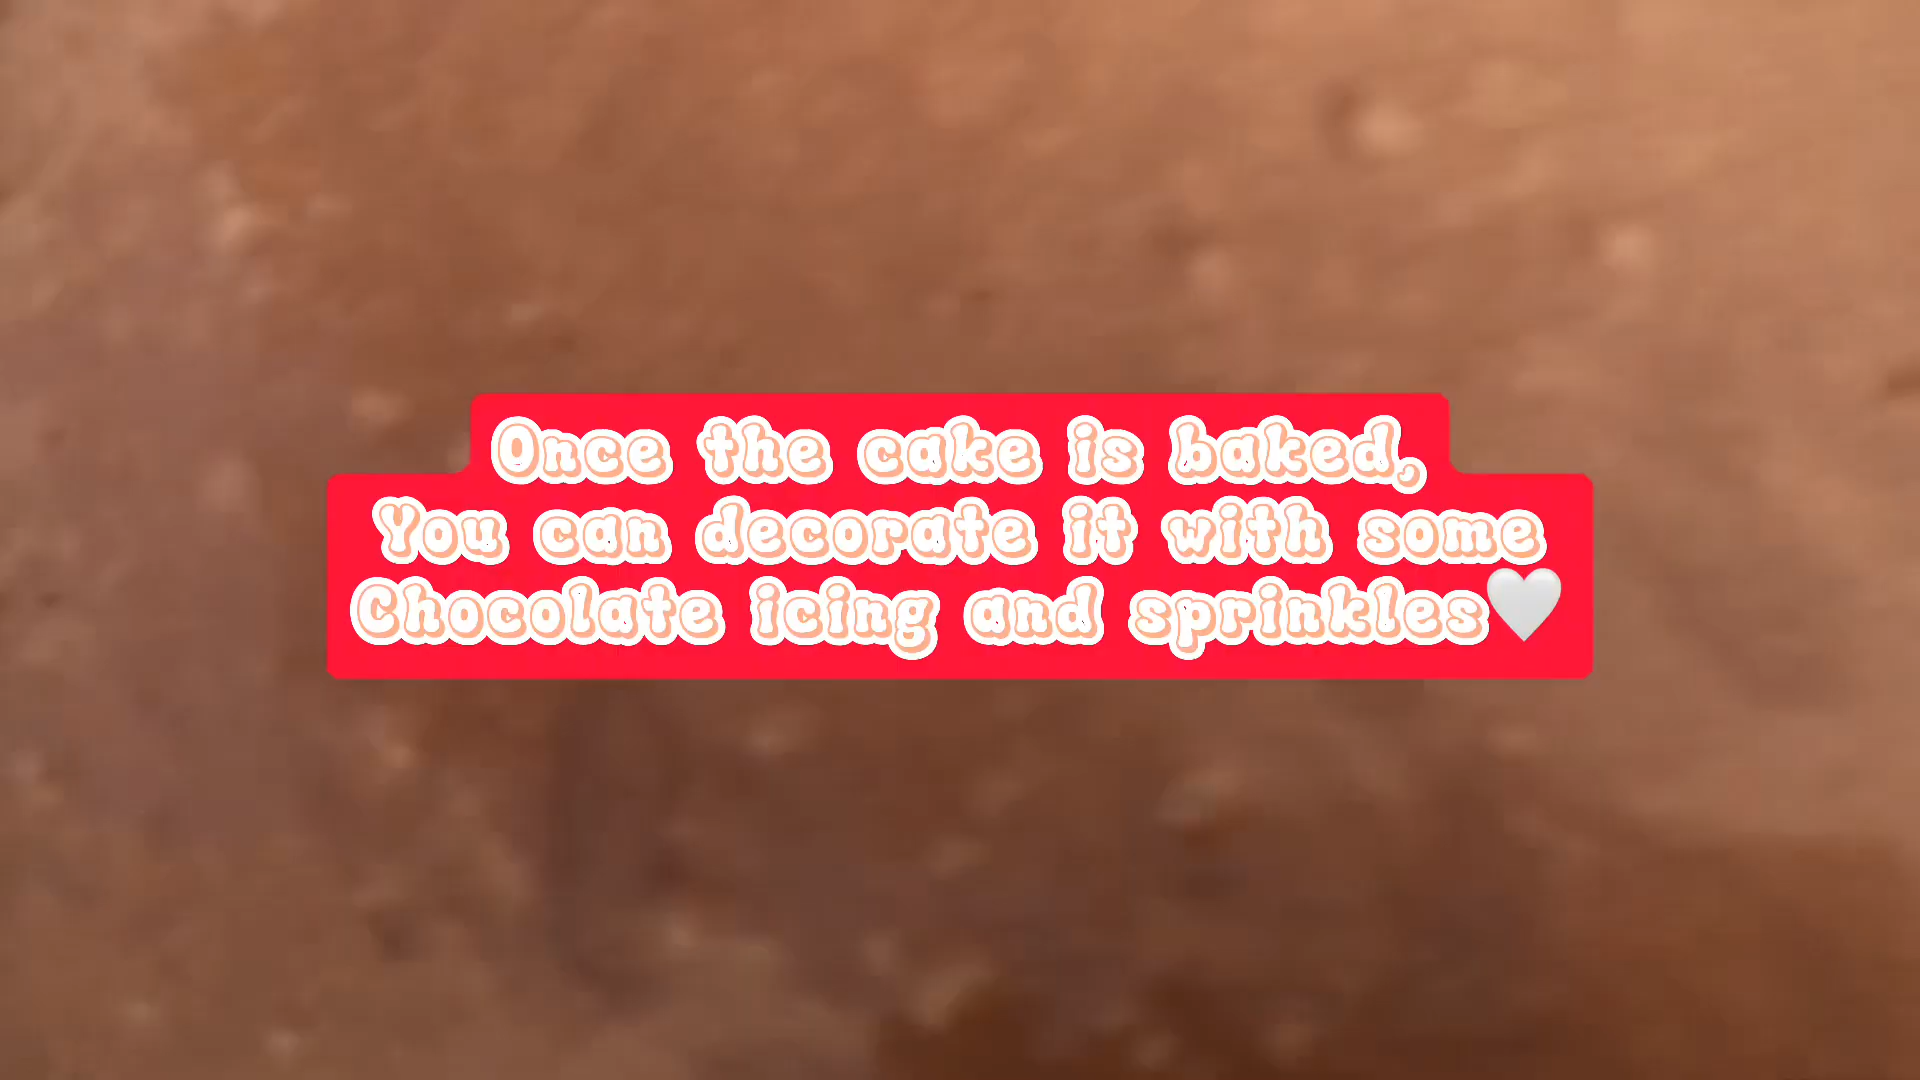 Once the cake is baked,
You can decorate it with some
Chocolate icing and sprinkles🤍